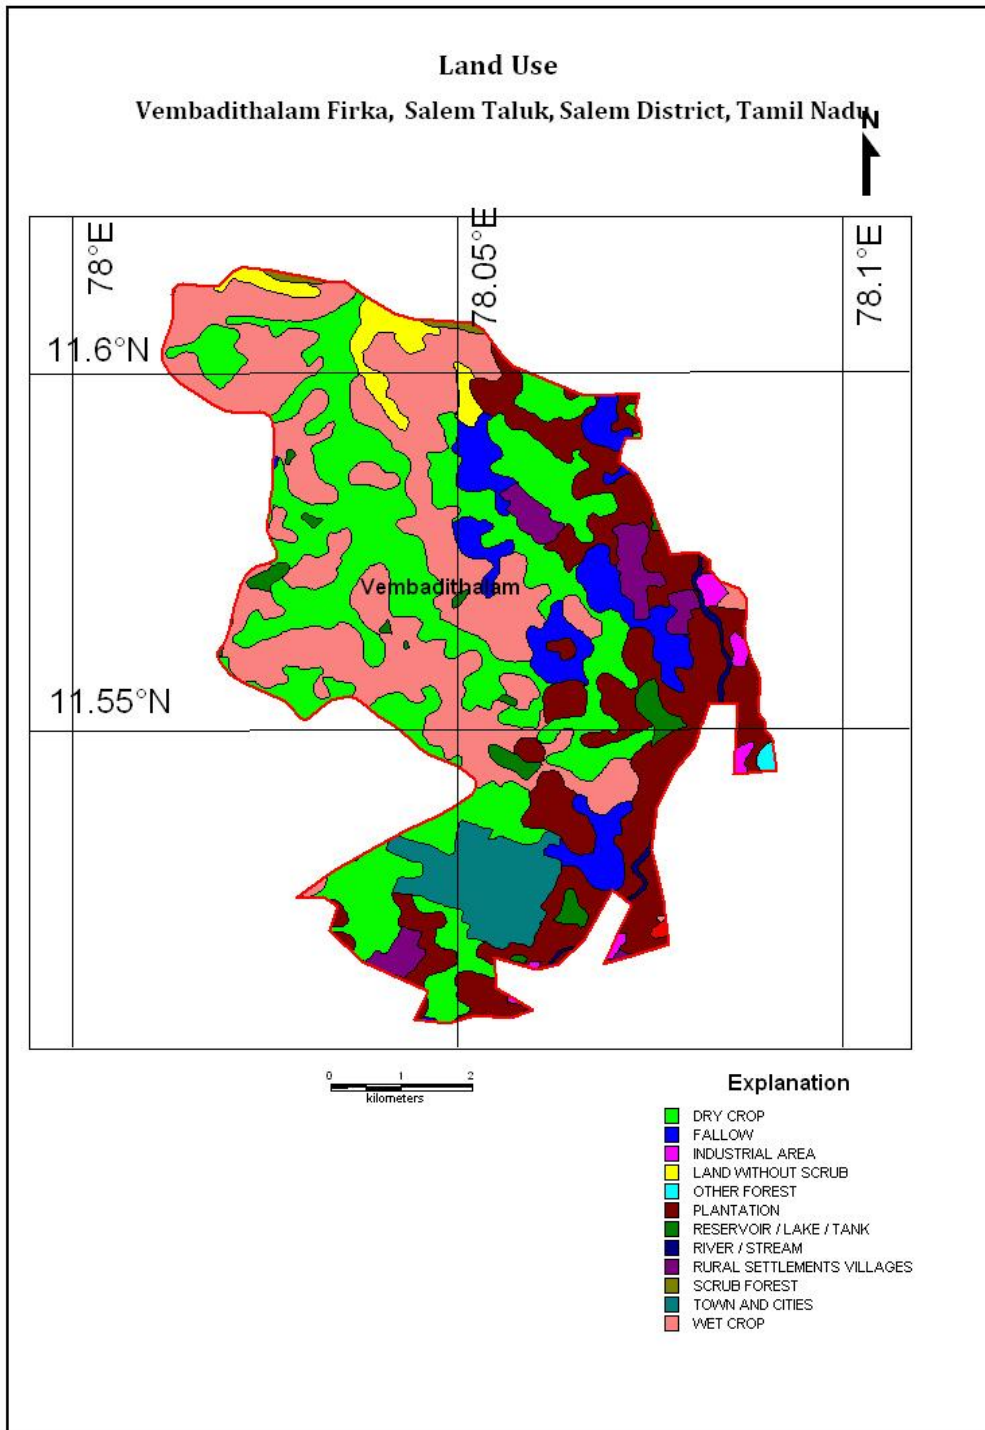 Land Use
Vembadithalam Firka, Salem Taluk, Salem District, Tamil Nadu
N
78°E
78.05°E
78.1°E
11.6°N
Vembadithalam
11.55°N
0 1 2
kilometers
Explanation
DRY CROP
FALLOW
INDUSTRIAL AREA
LAND WITHOUT SCRUB
OTHER FOREST
PLANTATION
RESERVOIR / LAKE / TANK
RIVER / STREAM
RURAL SETTLEMENTS VILLAGES
SCRUB FOREST
TOWN AND CITIES
WET CROP